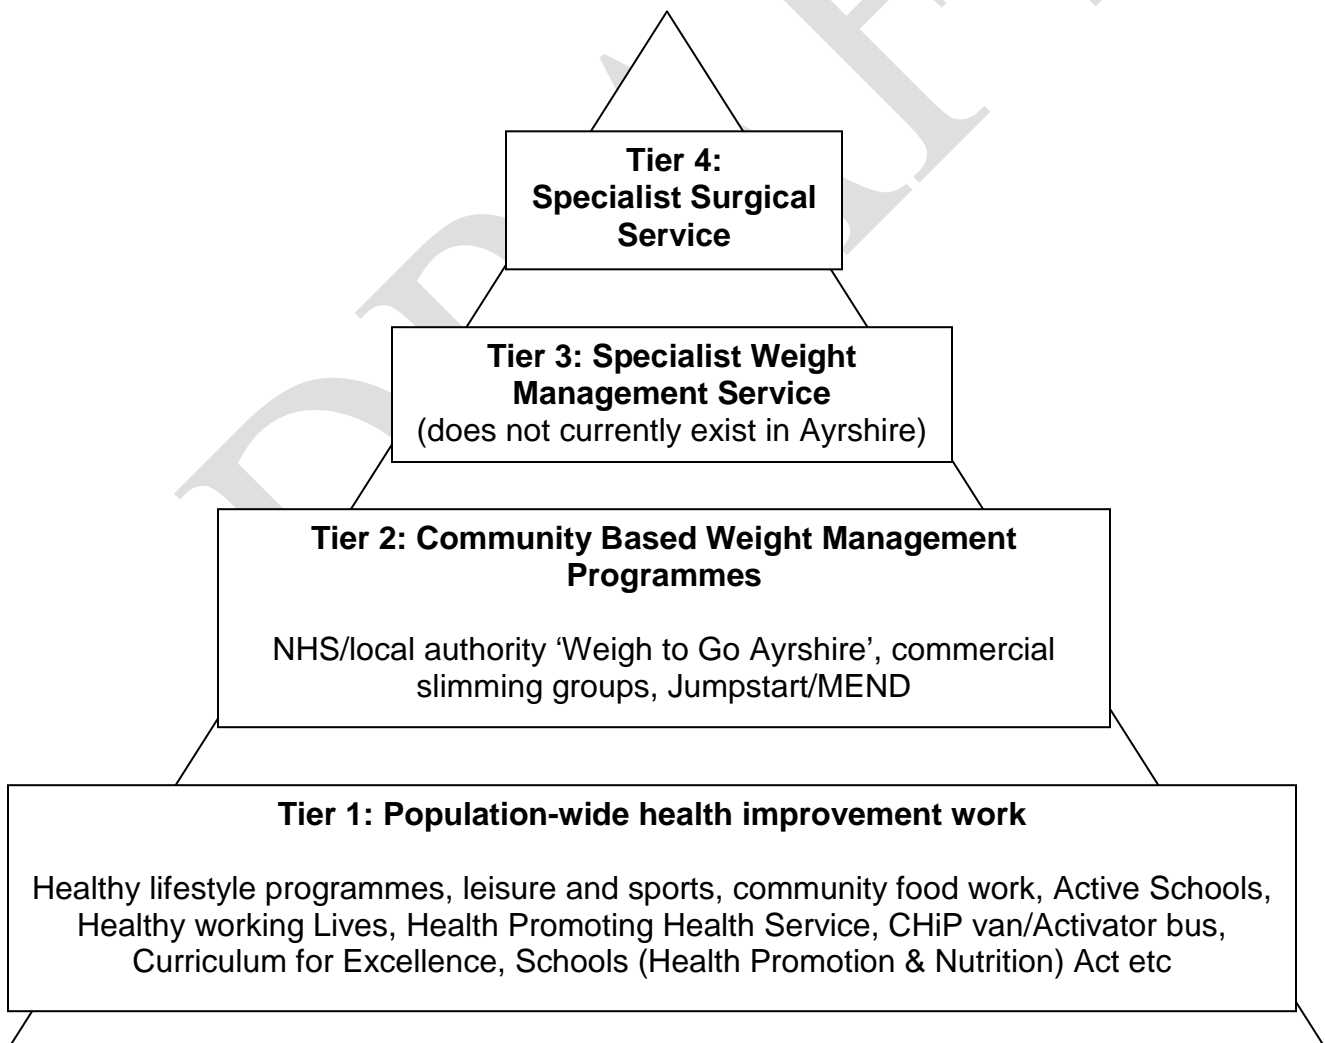 Tier 4:
Specialist Surgical
Service
Tier 3: Specialist Weight
Management Service
(does not currently exist in Ayrshire)
Tier 2: Community Based Weight Management
Programmes
NHS/local authority ‘Weigh to Go Ayrshire’, commercial
slimming groups, Jumpstart/MEND
Tier 1: Population-wide health improvement work
Healthy lifestyle programmes, leisure and sports, community food work, Active Schools,
Healthy working Lives, Health Promoting Health Service, CHiP van/Activator bus,
Curriculum for Excellence, Schools (Health Promotion & Nutrition) Act etc